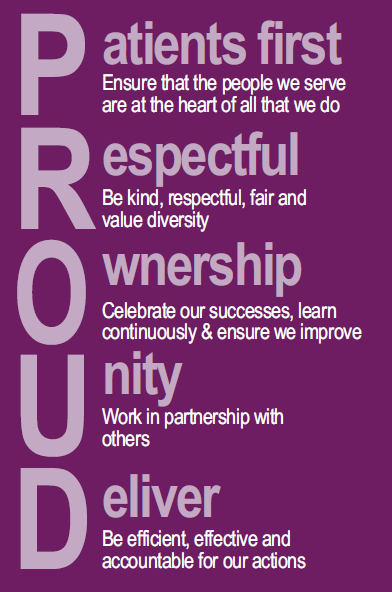 Patients first
Ensure that the people we serve
are at the heart of all that we do
Respectful
Be kind, respectful, fair and
value diversity
Ownership
Celebrate our successes, learn
continuously & ensure we improve
Unity
Work in partnership with
others
Deliver
Be efficient, effective and
accountable for our actions